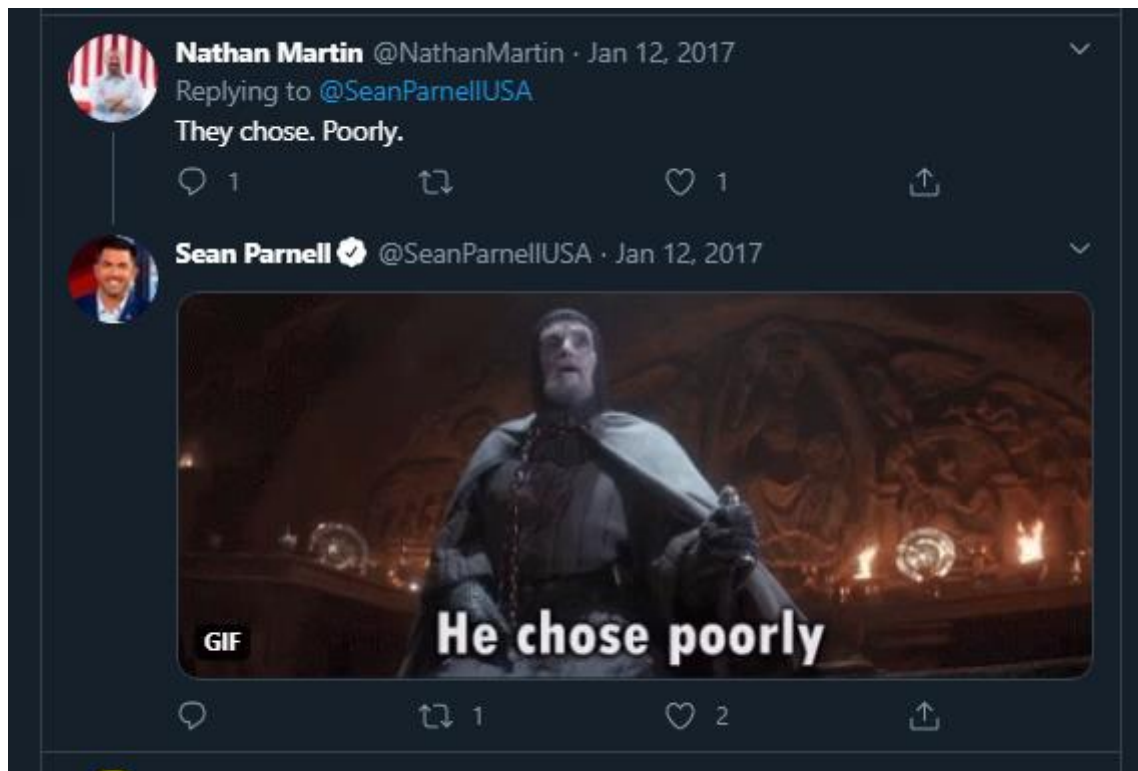 Nathan Martin @NathanMartin · Jan 12, 2017
Replying to @SeanParnellUSA
They chose. Poorly.
1 1
Sean Parnell @SeanParnellUSA · Jan 12, 2017
He chose poorly
GIF
1 2